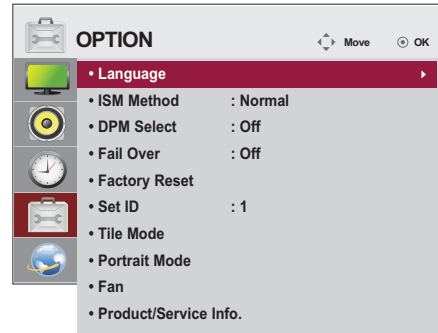 OPTION
Move
OK
• Language
• ISM Method : Normal
• DPM Select : Off
• Fail Over : Off
• Factory Reset
• Set ID : 1
• Tile Mode
• Portrait Mode
• Fan
• Product/Service Info.